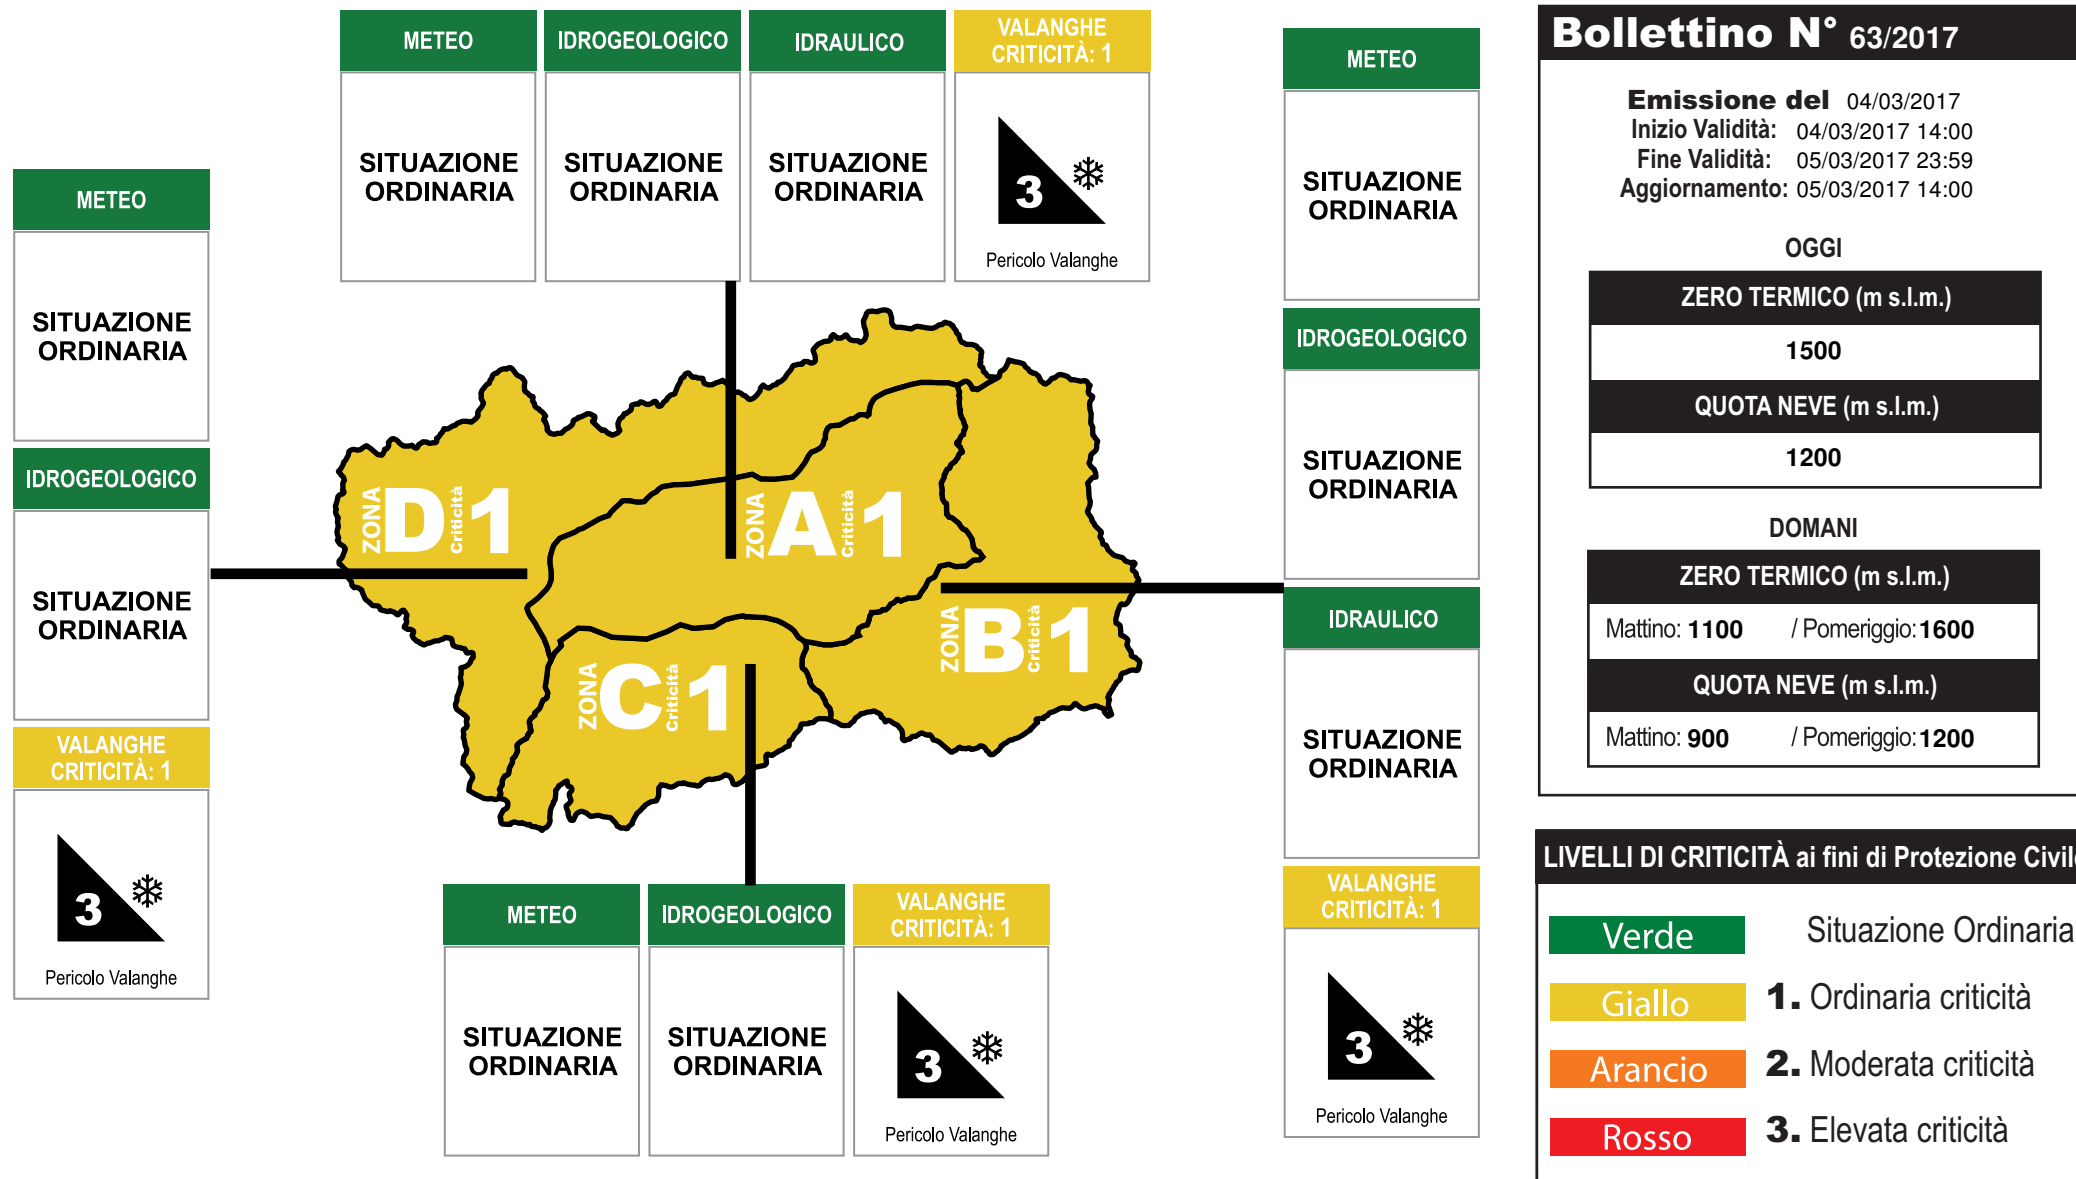 METEO
SITUAZIONE
ORDINARIA
IDROGEOLOGICO
SITUAZIONE
ORDINARIA
IDRAULICO
SITUAZIONE
ORDINARIA
VALANGHE
CRITICITÀ: 1
3
Pericolo Valanghe
METEO
SITUAZIONE
ORDINARIA
IDROGEOLOGICO
SITUAZIONE
ORDINARIA
VALANGHE
CRITICITÀ: 1
3
Pericolo Valanghe
ZONA D Criticità 1
ZONA A Criticità 1
ZONA B Criticità 1
ZONA C Criticità 1
METEO
SITUAZIONE
ORDINARIA
IDROGEOLOGICO
SITUAZIONE
ORDINARIA
VALANGHE
CRITICITÀ: 1
3
Pericolo Valanghe
METEO
SITUAZIONE
ORDINARIA
IDROGEOLOGICO
SITUAZIONE
ORDINARIA
IDRAULICO
SITUAZIONE
ORDINARIA
VALANGHE
CRITICITÀ: 1
3
Pericolo Valanghe
Bollettino N° 63/2017
Emissione del 04/03/2017
Inizio Validità: 04/03/2017 14:00
Fine Validità: 05/03/2017 23:59
Aggiornamento: 05/03/2017 14:00
OGGI
ZERO TERMICO (m s.l.m.)
1500
QUOTA NEVE (m s.l.m.)
1200
DOMANI
ZERO TERMICO (m s.l.m.)
Mattino: 1100 / Pomeriggio: 1600
QUOTA NEVE (m s.l.m.)
Mattino: 900 / Pomeriggio: 1200
LIVELLI DI CRITICITÀ ai fini di Protezione Civile
Verde Situazione Ordinaria
Giallo 1. Ordinaria criticità
Arancio 2. Moderata criticità
Rosso 3. Elevata criticità